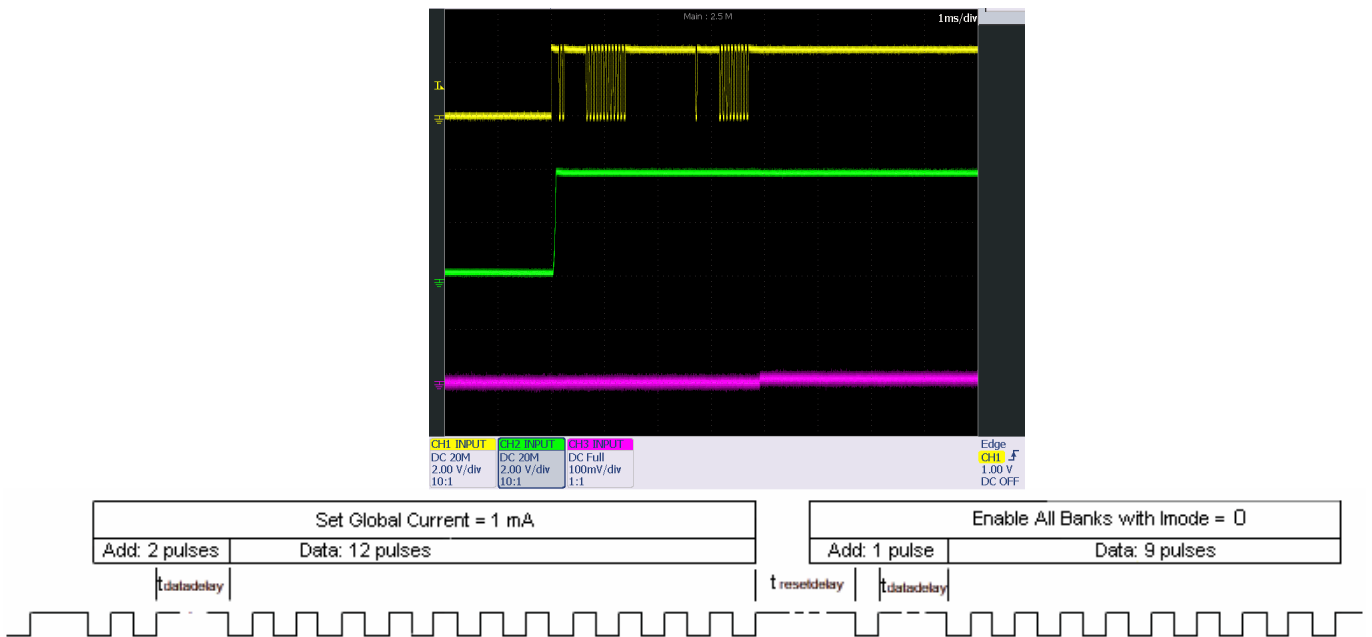 Main : 2.5 M
1ms/div
T
CH1 INPUT
DC 20M
2.00 V/div
10:1
CH2 INPUT
DC 20M
2.00 V/div
10:1
CH3 INPUT
DC Full
100mV/div
1:1
Edge
CH1
1.00 V
DC OFF
Set Global Current = 1 mA
Enable All Banks with Imode = 0
Add: 2 pulses
Data: 12 pulses
Add: 1 pulse
Data: 9 pulses
tdatadelay
t resetdelay
tdatadelay